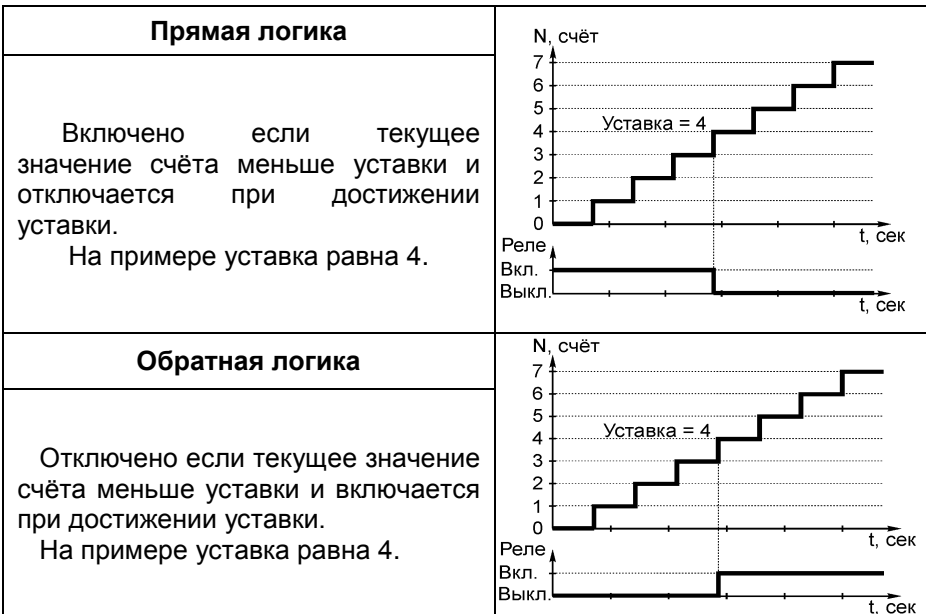 Прямая логика
Включено если текущее
значение счёта меньше уставки и
отключается при достижении
уставки.
На примере уставка равна 4.
N, счёт
7
6
5
Уставка = 4
4
3
2
1
0
t, сек
Реле
Вкл.
Выкл.
t, сек
Обратная логика
Отключено если текущее значение
счёта меньше уставки и включается
при достижении уставки.
На примере уставка равна 4.
N, счёт
7
6
5
Уставка = 4
4
3
2
1
0
t, сек
Реле
Вкл.
Выкл.
t, сек